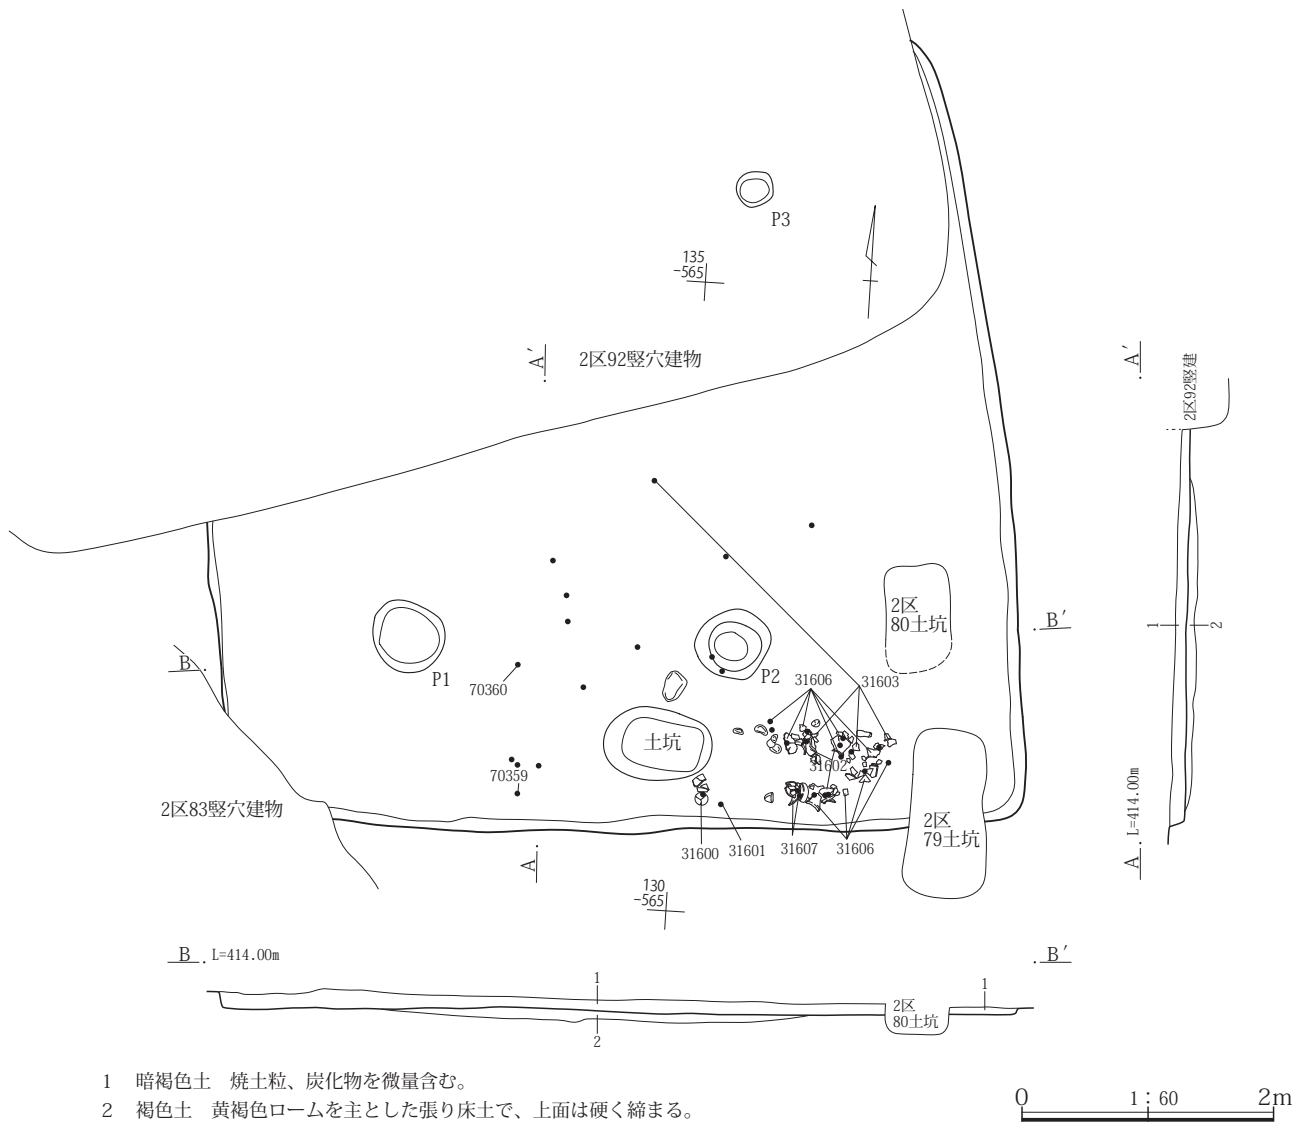 P3
135
-565
A′
2区92竪穴建物
A′
2区92竪建
2区
80土坑
B′
1
2
B
P1
P2
70360
31606
31603
土坑
31602
70359
2区83竪穴建物
2区
79土坑
31600
31601
31607
31606
A
A
L=414.00m
130
-565
B
L=414.00m
B′
1
1
2区
80土坑
2
1 暗褐色土 焼土粒、炭化物を微量含む。
2 褐色土 黄褐色ロームを主とした張り床土で、上面は硬く締まる。
0 1:60 2m